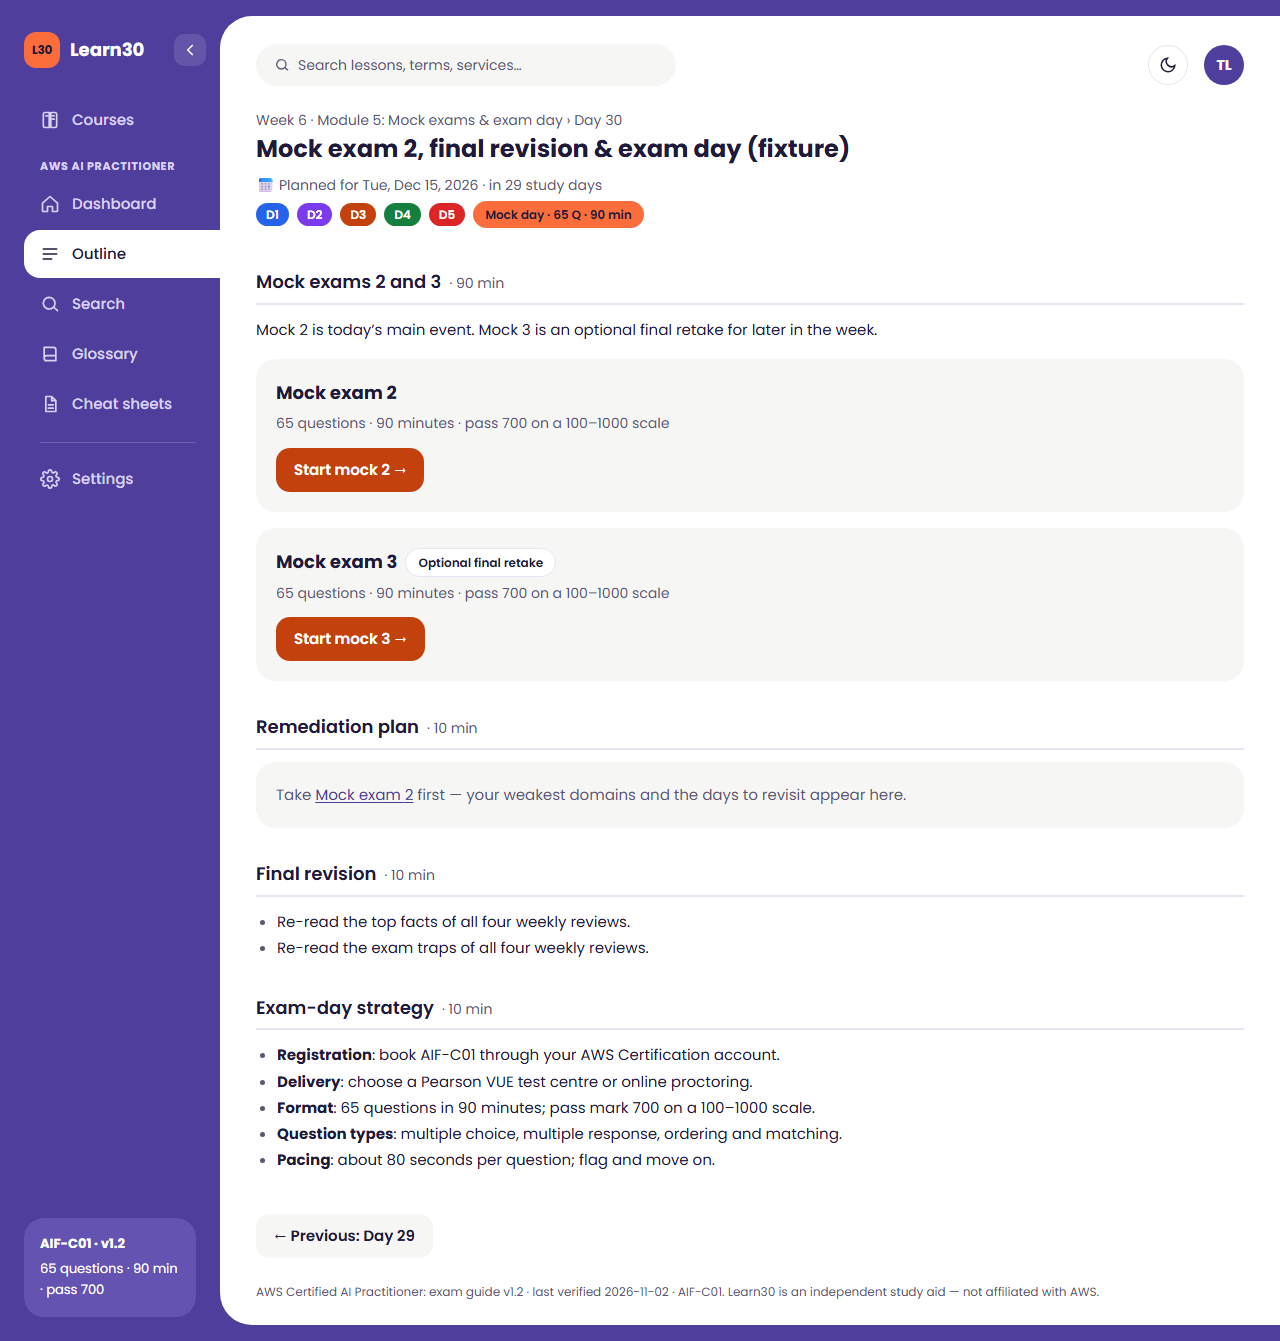 L30 Learn30
Courses
AWS AI PRACTITIONER
Dashboard
Outline
Search
Glossary
Cheat sheets
Settings
AIF-C01 · v1.2
65 questions · 90 min
· pass 700
Search lessons, terms, services...
TL
Week 6 · Module 5: Mock exams & exam day › Day 30
Mock exam 2, final revision & exam day (fixture)
Planned for Tue, Dec 15, 2026 · in 29 study days
D1 D2 D3 D4 D5 Mock day · 65 Q · 90 min
Mock exams 2 and 3 · 90 min
Mock 2 is today's main event. Mock 3 is an optional final retake for later in the week.
Mock exam 2
65 questions · 90 minutes · pass 700 on a 100–1000 scale
Start mock 2 →
Mock exam 3 Optional final retake
65 questions · 90 minutes · pass 700 on a 100–1000 scale
Start mock 3 →
Remediation plan · 10 min
Take Mock exam 2 first — your weakest domains and the days to revisit appear here.
Final revision · 10 min
• Re-read the top facts of all four weekly reviews.
• Re-read the exam traps of all four weekly reviews.
Exam-day strategy · 10 min
• Registration: book AIF-C01 through your AWS Certification account.
• Delivery: choose a Pearson VUE test centre or online proctoring.
• Format: 65 questions in 90 minutes; pass mark 700 on a 100–1000 scale.
• Question types: multiple choice, multiple response, ordering and matching.
• Pacing: about 80 seconds per question; flag and move on.
← Previous: Day 29
AWS Certified AI Practitioner: exam guide v1.2 · last verified 2026-11-02 · AIF-C01. Learn30 is an independent study aid — not affiliated with AWS.